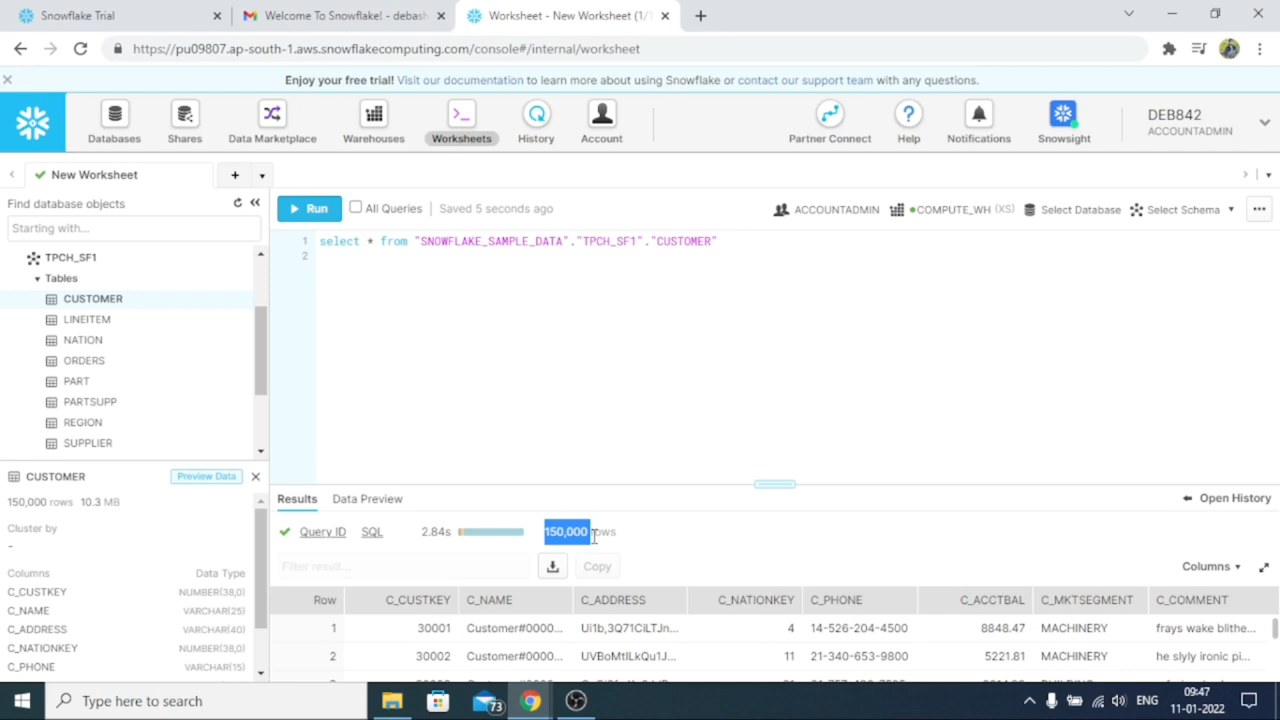 Snowflake Trial
Welcome To Snowflake! - debash
Worksheet - New Worksheet (1/1
https://pu09807.ap-south-1.aws.snowflakecomputing.com/console#/internal/worksheet
Enjoy your free trial! Visit our documentation to learn more about using Snowflake or contact our support team with any questions.
Databases
Shares
Data Marketplace
Warehouses
Worksheets
History
Account
Partner Connect
Help
Notifications
Snowsight
DEB842
ACCOUNTADMIN
New Worksheet
Find database objects
Starting with...
Run
All Queries
Saved 5 seconds ago
ACCOUNTADMIN
COMPUTE_WH (XS)
Select Database
Select Schema
1 select * from "SNOWFLAKE_SAMPLE_DATA"."TPCH_SF1"."CUSTOMER"
2
TPCH_SF1
Tables
CUSTOMER
LINEITEM
NATION
ORDERS
PART
PARTSUPP
REGION
SUPPLIER
CUSTOMER
Preview Data
150,000 rows 10.3 MB
Cluster by
-
Columns Data Type
C_CUSTKEY NUMBER(38,0)
C_NAME VARCHAR(25)
C_ADDRESS VARCHAR(40)
C_NATIONKEY NUMBER(38,0)
C_PHONE VARCHAR(15)
Results
Data Preview
Open History
Query ID SQL 2.84s 150,000 rows
Filter result...
Copy
Columns
Row C_CUSTKEY C_NAME C_ADDRESS C_NATIONKEY C_PHONE C_ACCTBAL C_MKTSEGMENT C_COMMENT
1 30001 Customer#0000... Ui1b,3Q71CiLTJn... 4 14-526-204-4500 8848.47 MACHINERY frays wake blithe...
2 30002 Customer#0000... UVBoMtILkQu1J... 11 21-340-653-9800 5221.81 MACHINERY he slyly ironic pi...
Type here to search
73
ENG
09:47
11-01-2022